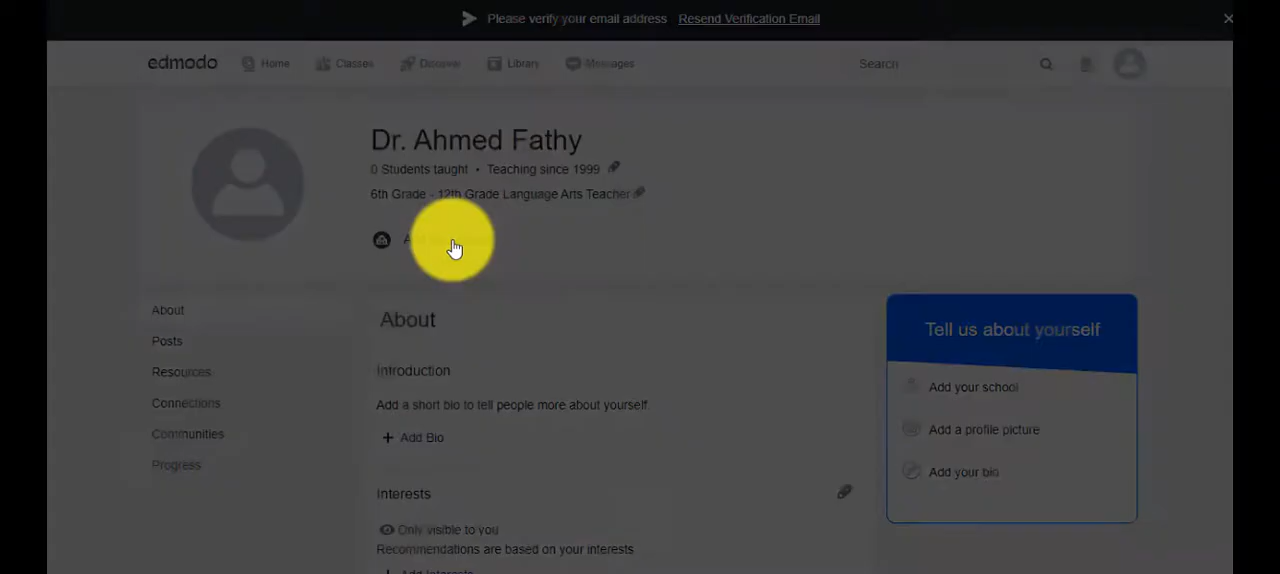 Please verify your email address Resend Verification Email
edmodo Home Classes Discover Library Messages Search
Dr. Ahmed Fathy
0 Students taught • Teaching since 1999
6th Grade - 12th Grade Language Arts Teacher
About
Posts
Resources
Connections
Communities
Progress
About
Introduction
Add a short bio to tell people more about yourself.
+ Add Bio
Interests
Only visible to you
Recommendations are based on your interests
Tell us about yourself
Add your school
Add a profile picture
Add your bio